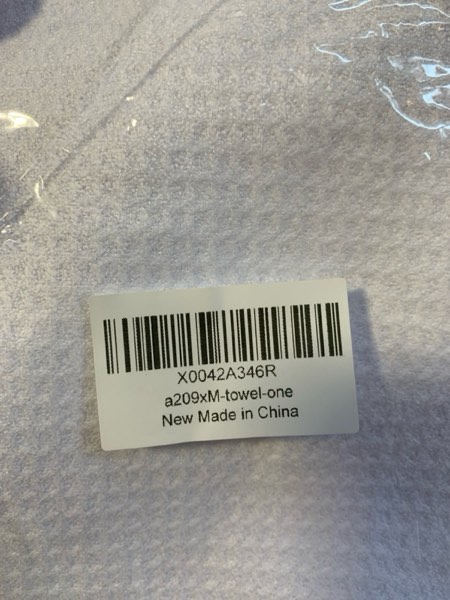 X0042A346R
a209xM-towel-one
New Made in China